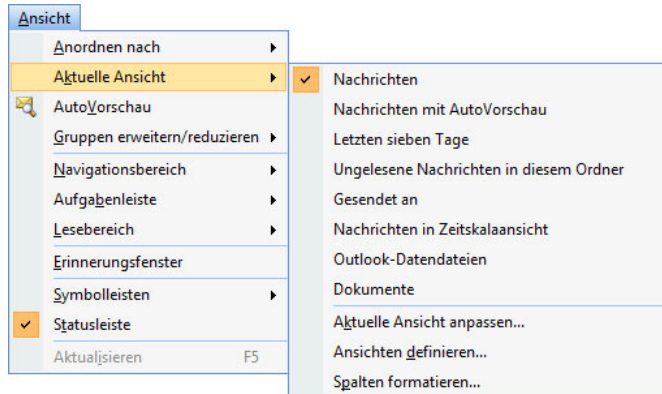 Ansicht
Anordnen nach
Aktuelle Ansicht
AutoVorschau
Gruppen erweitern/reduzieren
Navigationsbereich
Aufgabenleiste
Lesebereich
Erinnerungsfenster
Symbolleisten
Statusleiste
Aktualisieren F5
Nachrichten
Nachrichten mit AutoVorschau
Letzten sieben Tage
Ungelesene Nachrichten in diesem Ordner
Gesendet an
Nachrichten in Zeitskalaansicht
Outlook-Datendateien
Dokumente
Aktuelle Ansicht anpassen...
Ansichten definieren...
Spalten formatieren...